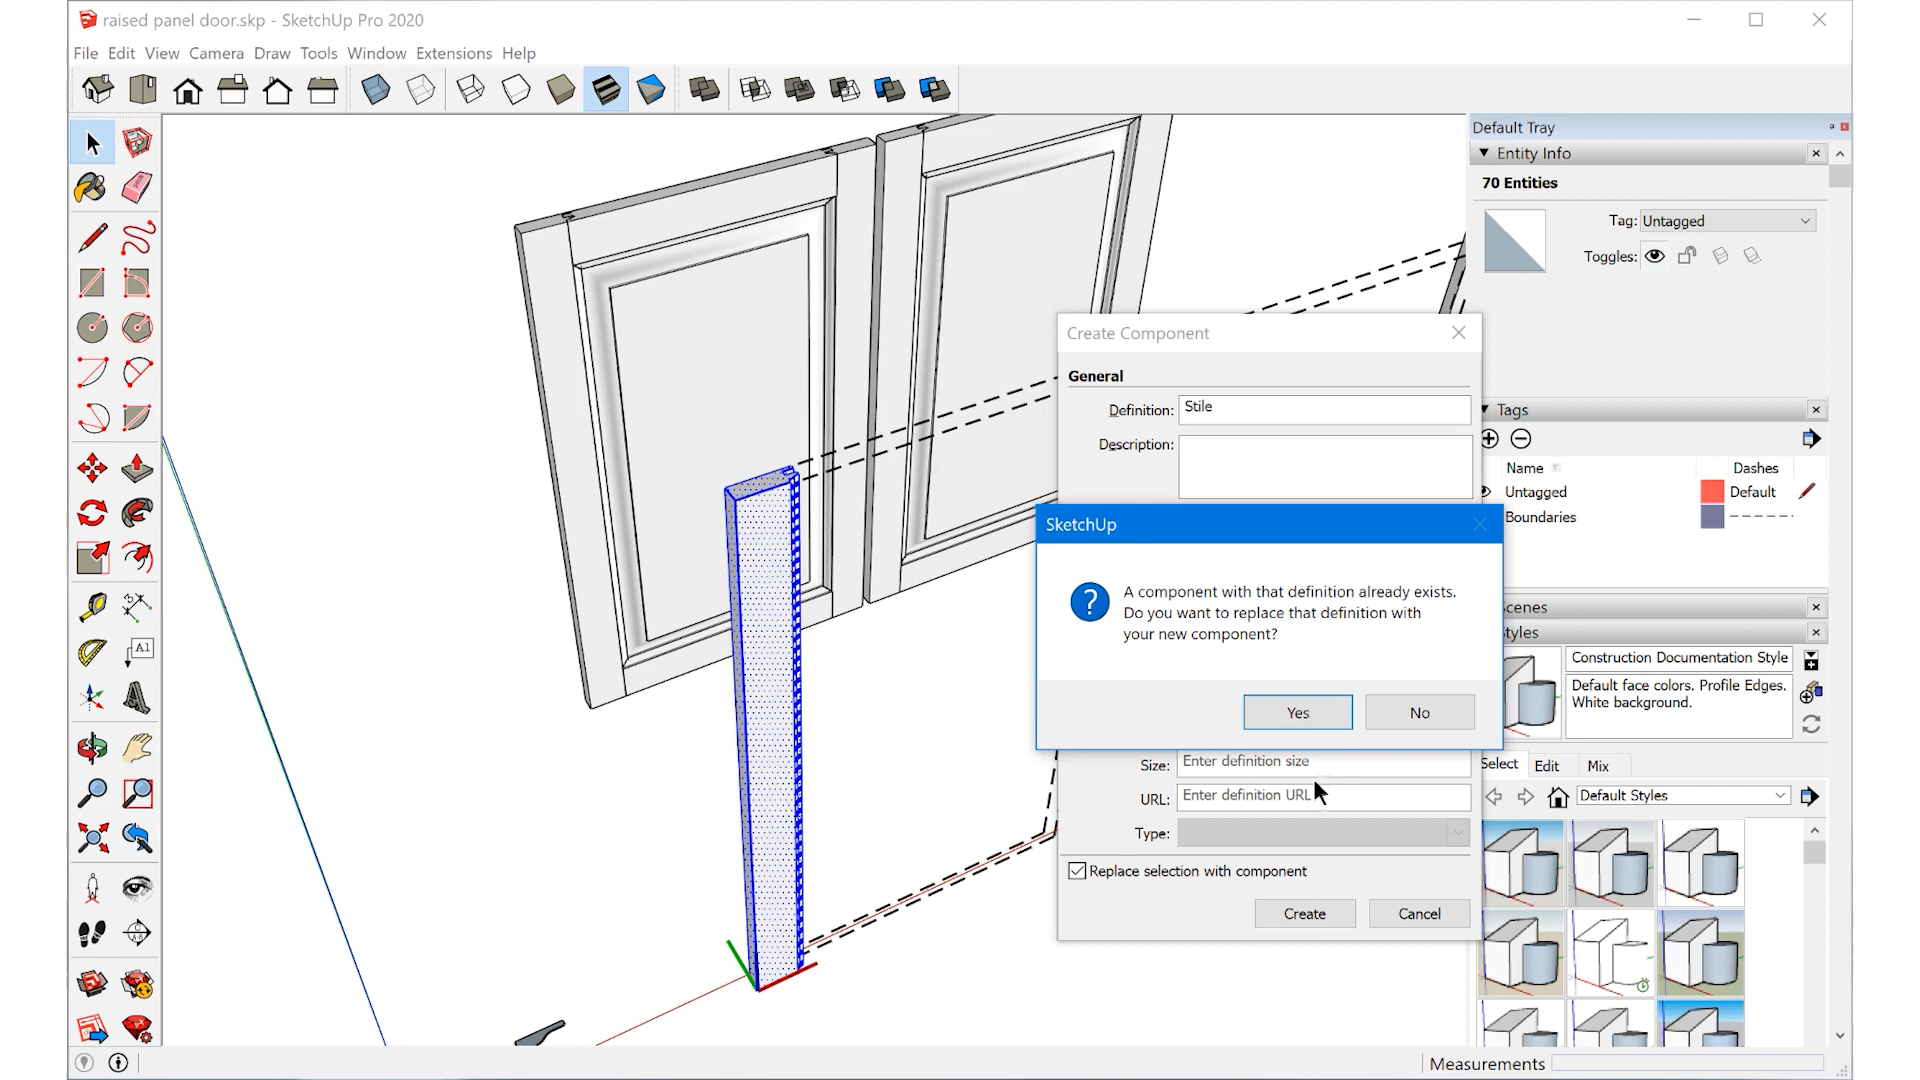 raised panel door.skp - SketchUp Pro 2020
File Edit View Camera Draw Tools Window Extensions Help
Default Tray
Entity Info
70 Entities
Tag: Untagged
Toggles:
Create Component
General
Definition: Stile
Description:
Tags
Name Dashes
Untagged Default
Boundaries
SketchUp
A component with that definition already exists.
Do you want to replace that definition with
your new component?
Yes No
cenes
tyles
Construction Documentation Style
Default face colors. Profile Edges.
White background.
Size: Enter definition size
URL: Enter definition URL
Type:
Select Edit Mix
Default Styles
Replace selection with component
Create Cancel
A1
Measurements